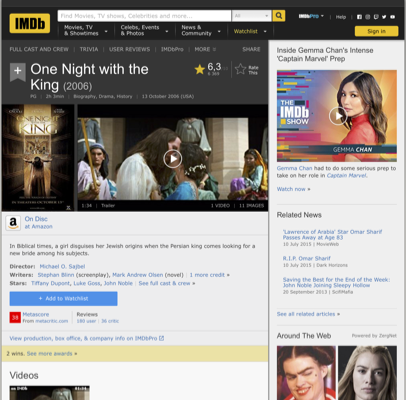 IMDb
Find Movies, TV shows, Celebrities and more...
All
IMDbPro
Help
Movies, TV & Showtimes
Celebs, Events & Photos
News & Community
Watchlist
Sign in
FULL CAST AND CREW | TRIVIA | USER REVIEWS | IMDbPro | MORE
SHARE
One Night with the King (2006)
6,3
Rate This
PG | 2h 3min | Biography, Drama, History | 13 October 2006 (USA)
KING
1:34 | Trailer
1 VIDEO | 11 IMAGES
On Disc
at Amazon
In Biblical times, a girl disguises her Jewish origins when the Persian king comes looking for a
new bride among his subjects.
Director: Michael O. Sajbel
Writers: Stephan Blinn (screenplay), Mark Andrew Olsen (novel) | 1 more credit »
Stars: Tiffany Dupont, Luke Goss, John Noble | See full cast & crew »
+ Add to Watchlist
38
Metascore
From metacritic.com
Reviews
160 user | 36 critic
View production, box office, & company info on IMDbPro
2 wins. See more awards »
Videos
Inside Gemma Chan's Intense
'Captain Marvel' Prep
THE IMDb SHOW
GEMMA CHAN
Gemma Chan had to do some serious prep
to take on her role in Captain Marvel.
Watch now »
Related News
'Lawrence of Arabia' Star Omar Sharif
Passes Away at Age 83
10 July 2015 | MovieWeb
R.I.P. Omar Sharif
10 July 2015 | Dark Horizons
Saving the Best for the End of the Week:
John Noble Joining Sleepy Hollow
20 September 2013 | ScifiMafia
See all related articles »
Around The Web
Powered by ZergNet